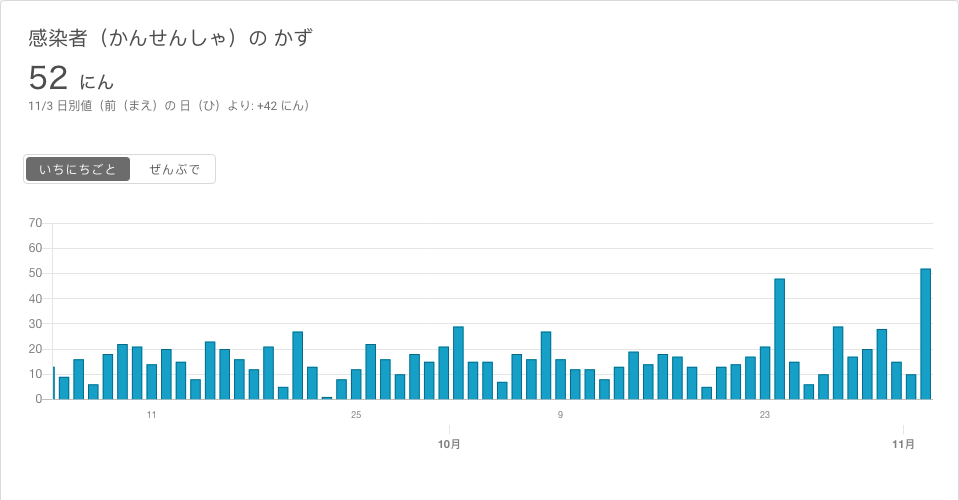 感染者（かんせんしゃ）の かず
52 にん
11/3 日別値（前（まえ）の 日（ひ）より: +42 にん）
いちにちごと ぜんぶで
70
60
50
40
30
20
10
0
11 25 9 23
10月 11月